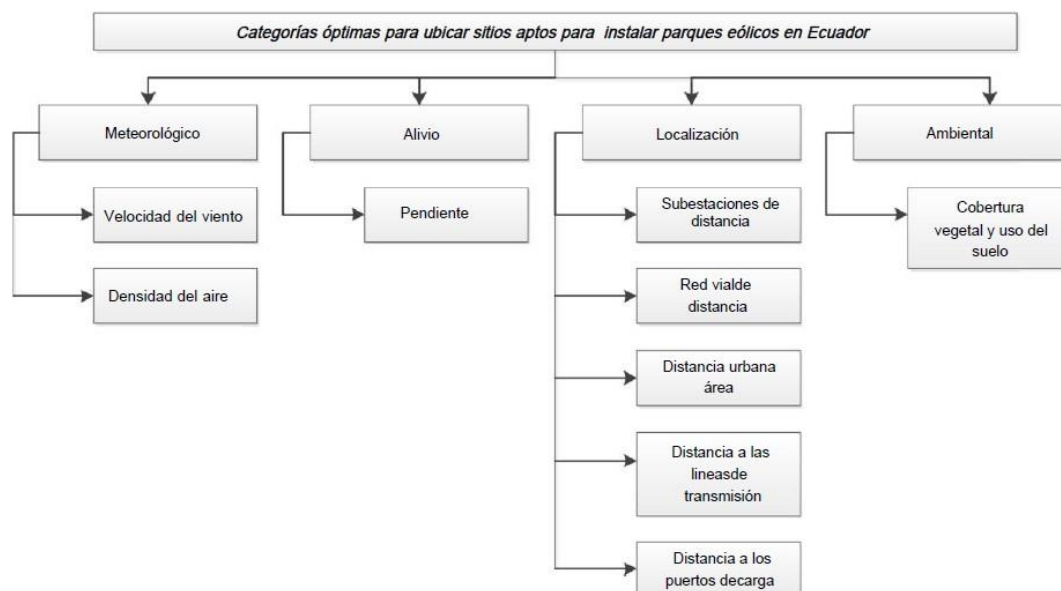 Categorías óptimas para ubicar sitios aptos para instalar parques eólicos en Ecuador
Meteorológico
Velocidad del viento
Densidad del aire
Alivio
Pendiente
Localización
Subestaciones de
distancia
Red vialde
distancia
Distancia urbana
área
Distancia a las
lineasde
transmisión
Distancia a los
puertos decarga
Ambiental
Cobertura
vegetal y uso del
suelo